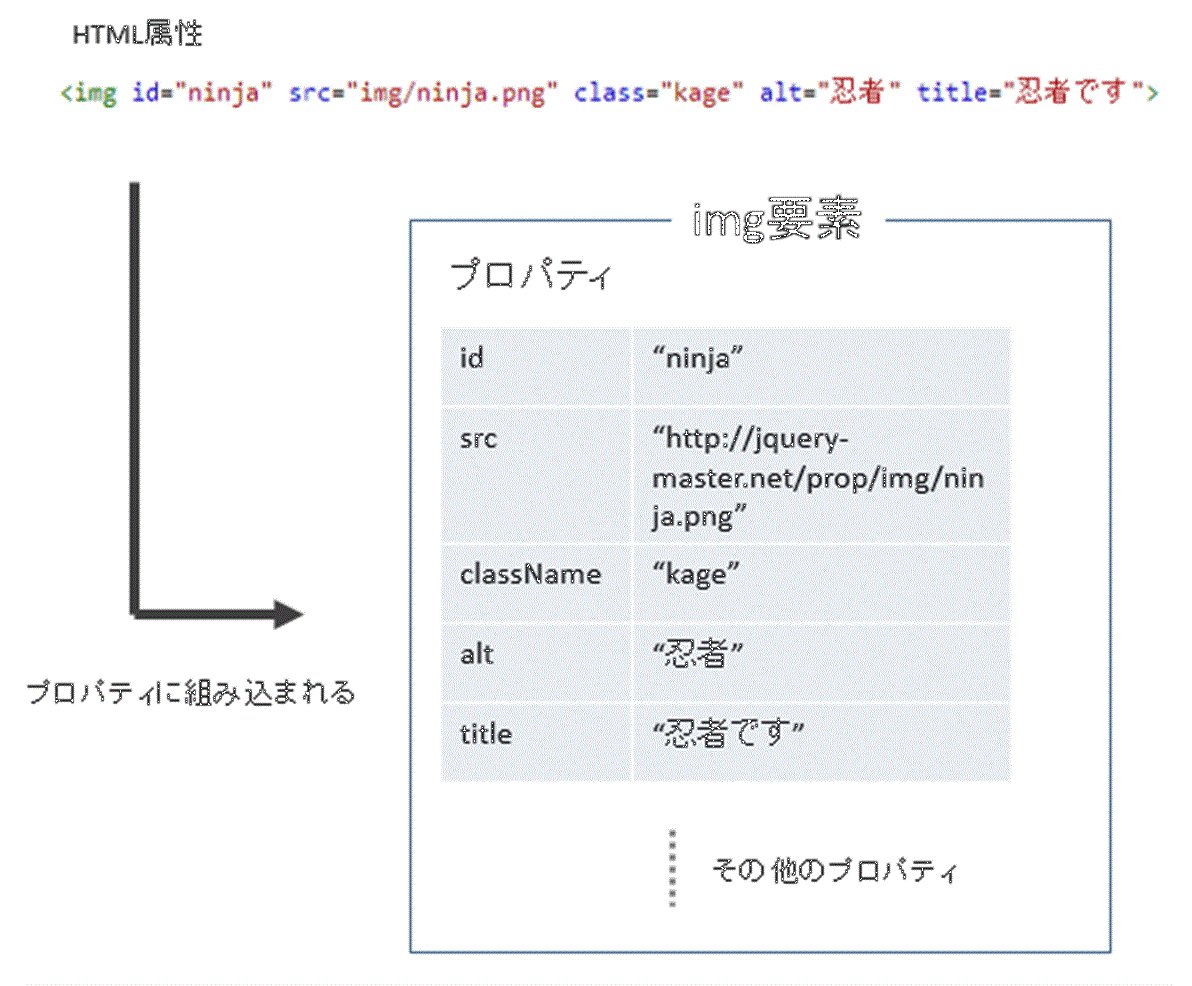 HTML属性
<img id="ninja" src="img/ninja.png" class="kage" alt="忍者" title="忍者です">
img要素
プロパティ
id “ninja”
src “http://jquery-
master.net/prop/img/nin
ja.png”
className “kage”
alt “忍者”
title “忍者です”
プロパティに組み込まれる
その他のプロパティ